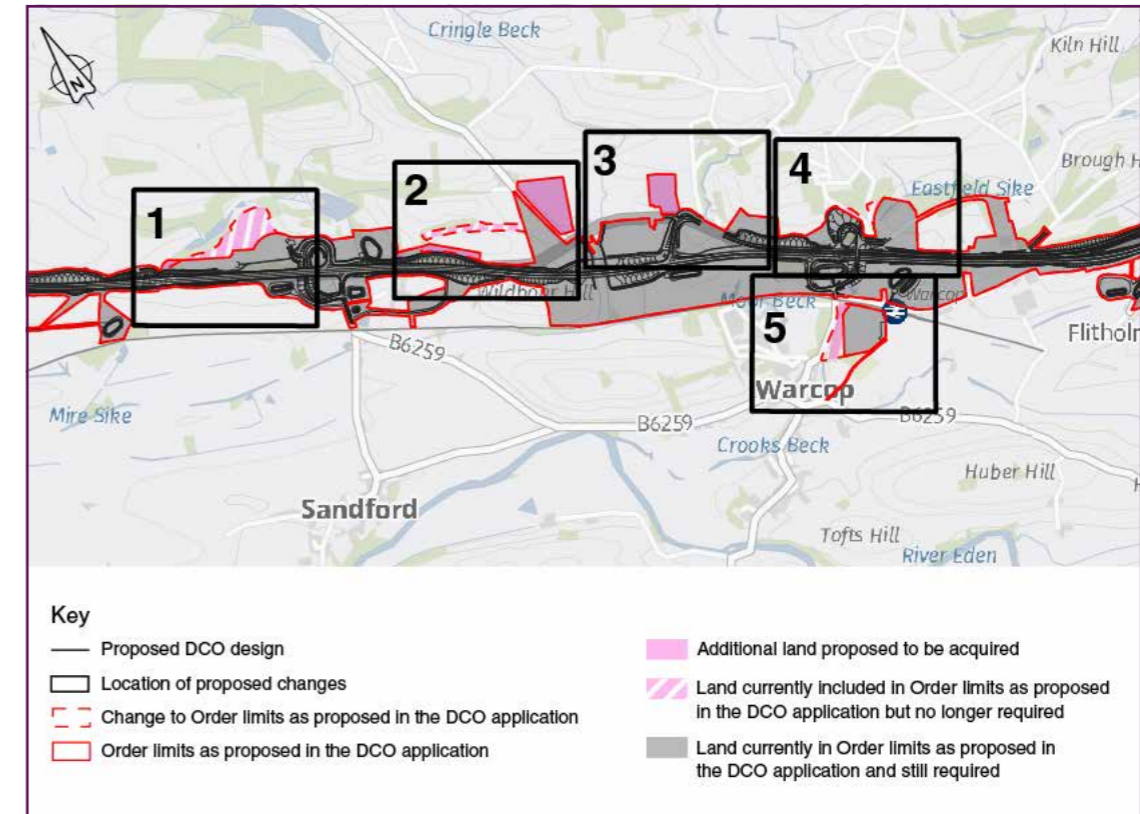 Cringle Beck
Kiln Hill
N
3
4
Brough H
2
Eastfield Sike
1
Wildboar Hill
Moor Beck
Warcop
5
B6259
Flitholm
Mire Sike
Warcop
B6259
B6259
Crooks Beck
Huber Hill
Sandford
Tofts Hill
River Eden
Key
Proposed DCO design
Location of proposed changes
Change to Order limits as proposed in the DCO application
Order limits as proposed in the DCO application
Additional land proposed to be acquired
Land currently included in Order limits as proposed
in the DCO application but no longer required
Land currently in Order limits as proposed in
the DCO application and still required